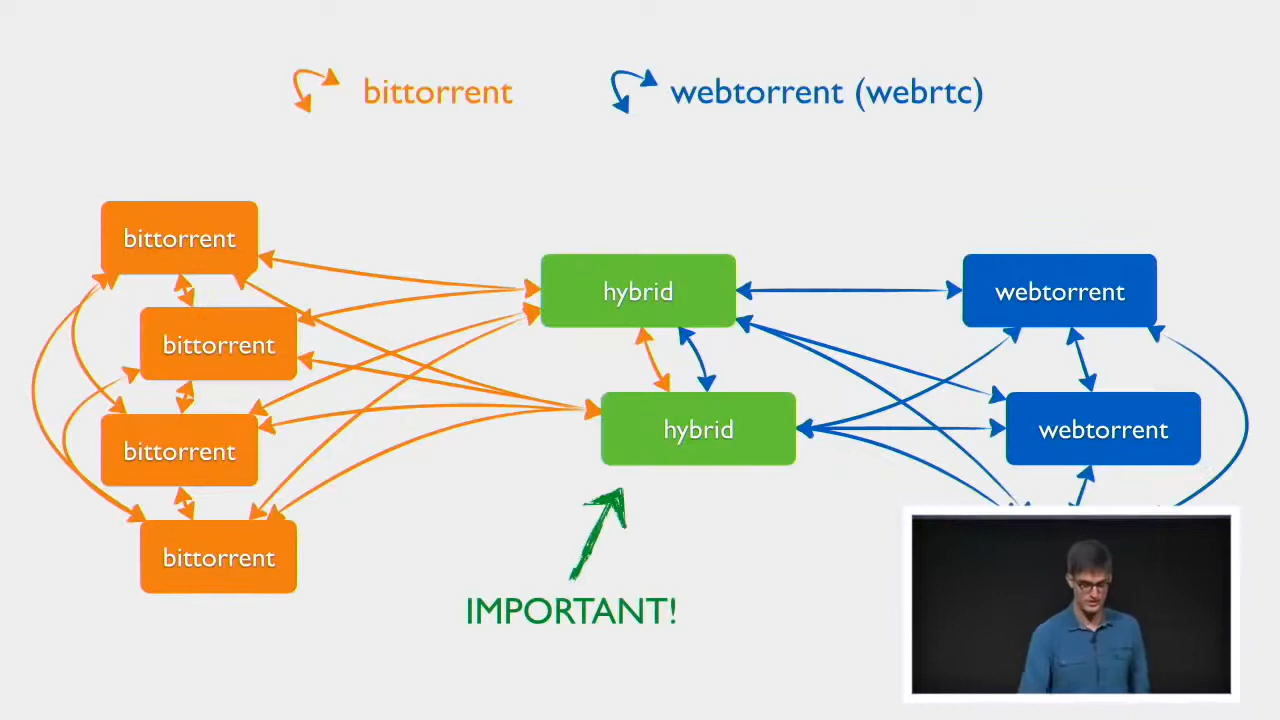 bittorrent
webtorrent (webrtc)
bittorrent
hybrid
webtorrent
bittorrent
hybrid
webtorrent
bittorrent
bittorrent
IMPORTANT!